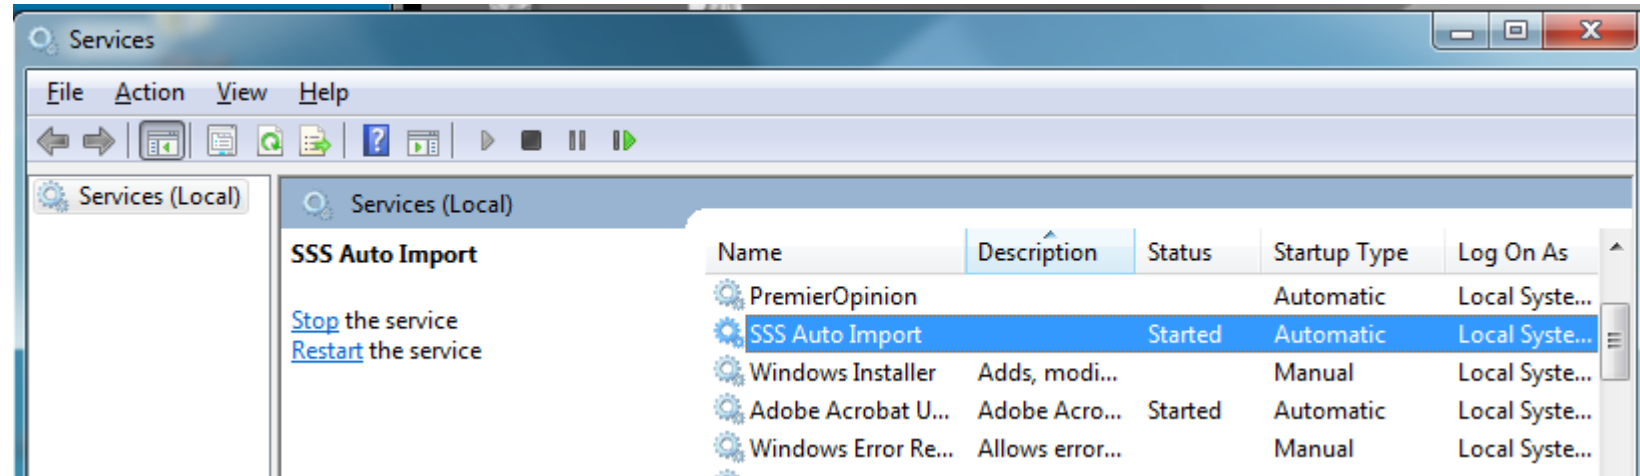 Services
File Action View Help
Services (Local)
Services (Local)
SSS Auto Import
Stop the service
Restart the service
Name Description Status Startup Type Log On As
PremierOpinion Automatic Local Syste...
SSS Auto Import Started Automatic Local Syste...
Windows Installer Adds, modi... Manual Local Syste...
Adobe Acrobat U... Adobe Acro... Started Automatic Local Syste...
Windows Error Re... Allows error... Manual Local Syste...